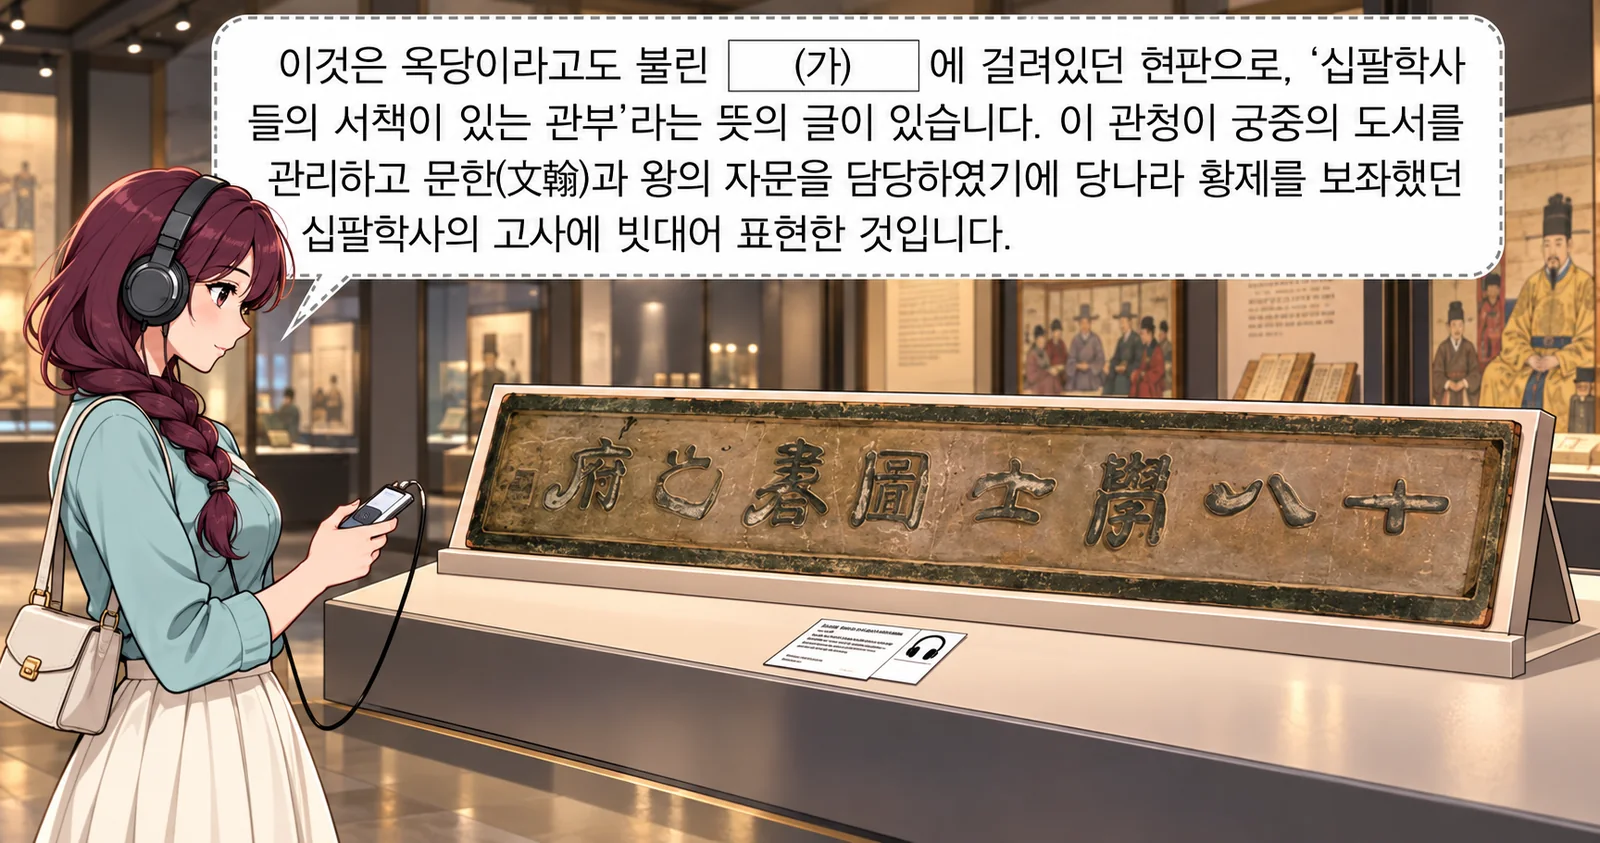 이것은 옥당이라고도 불린 (가) 에 걸려있던 현판으로, ‘십팔학사
들의 서책이 있는 관부’라는 뜻의 글이 있습니다. 이 관청이 궁중의 도서를
관리하고 문한(文翰)과 왕의 자문을 담당하였기에 당나라 황제를 보좌했던
십팔학사의 고사에 빗대어 표현한 것입니다.
府之書圖士學八十